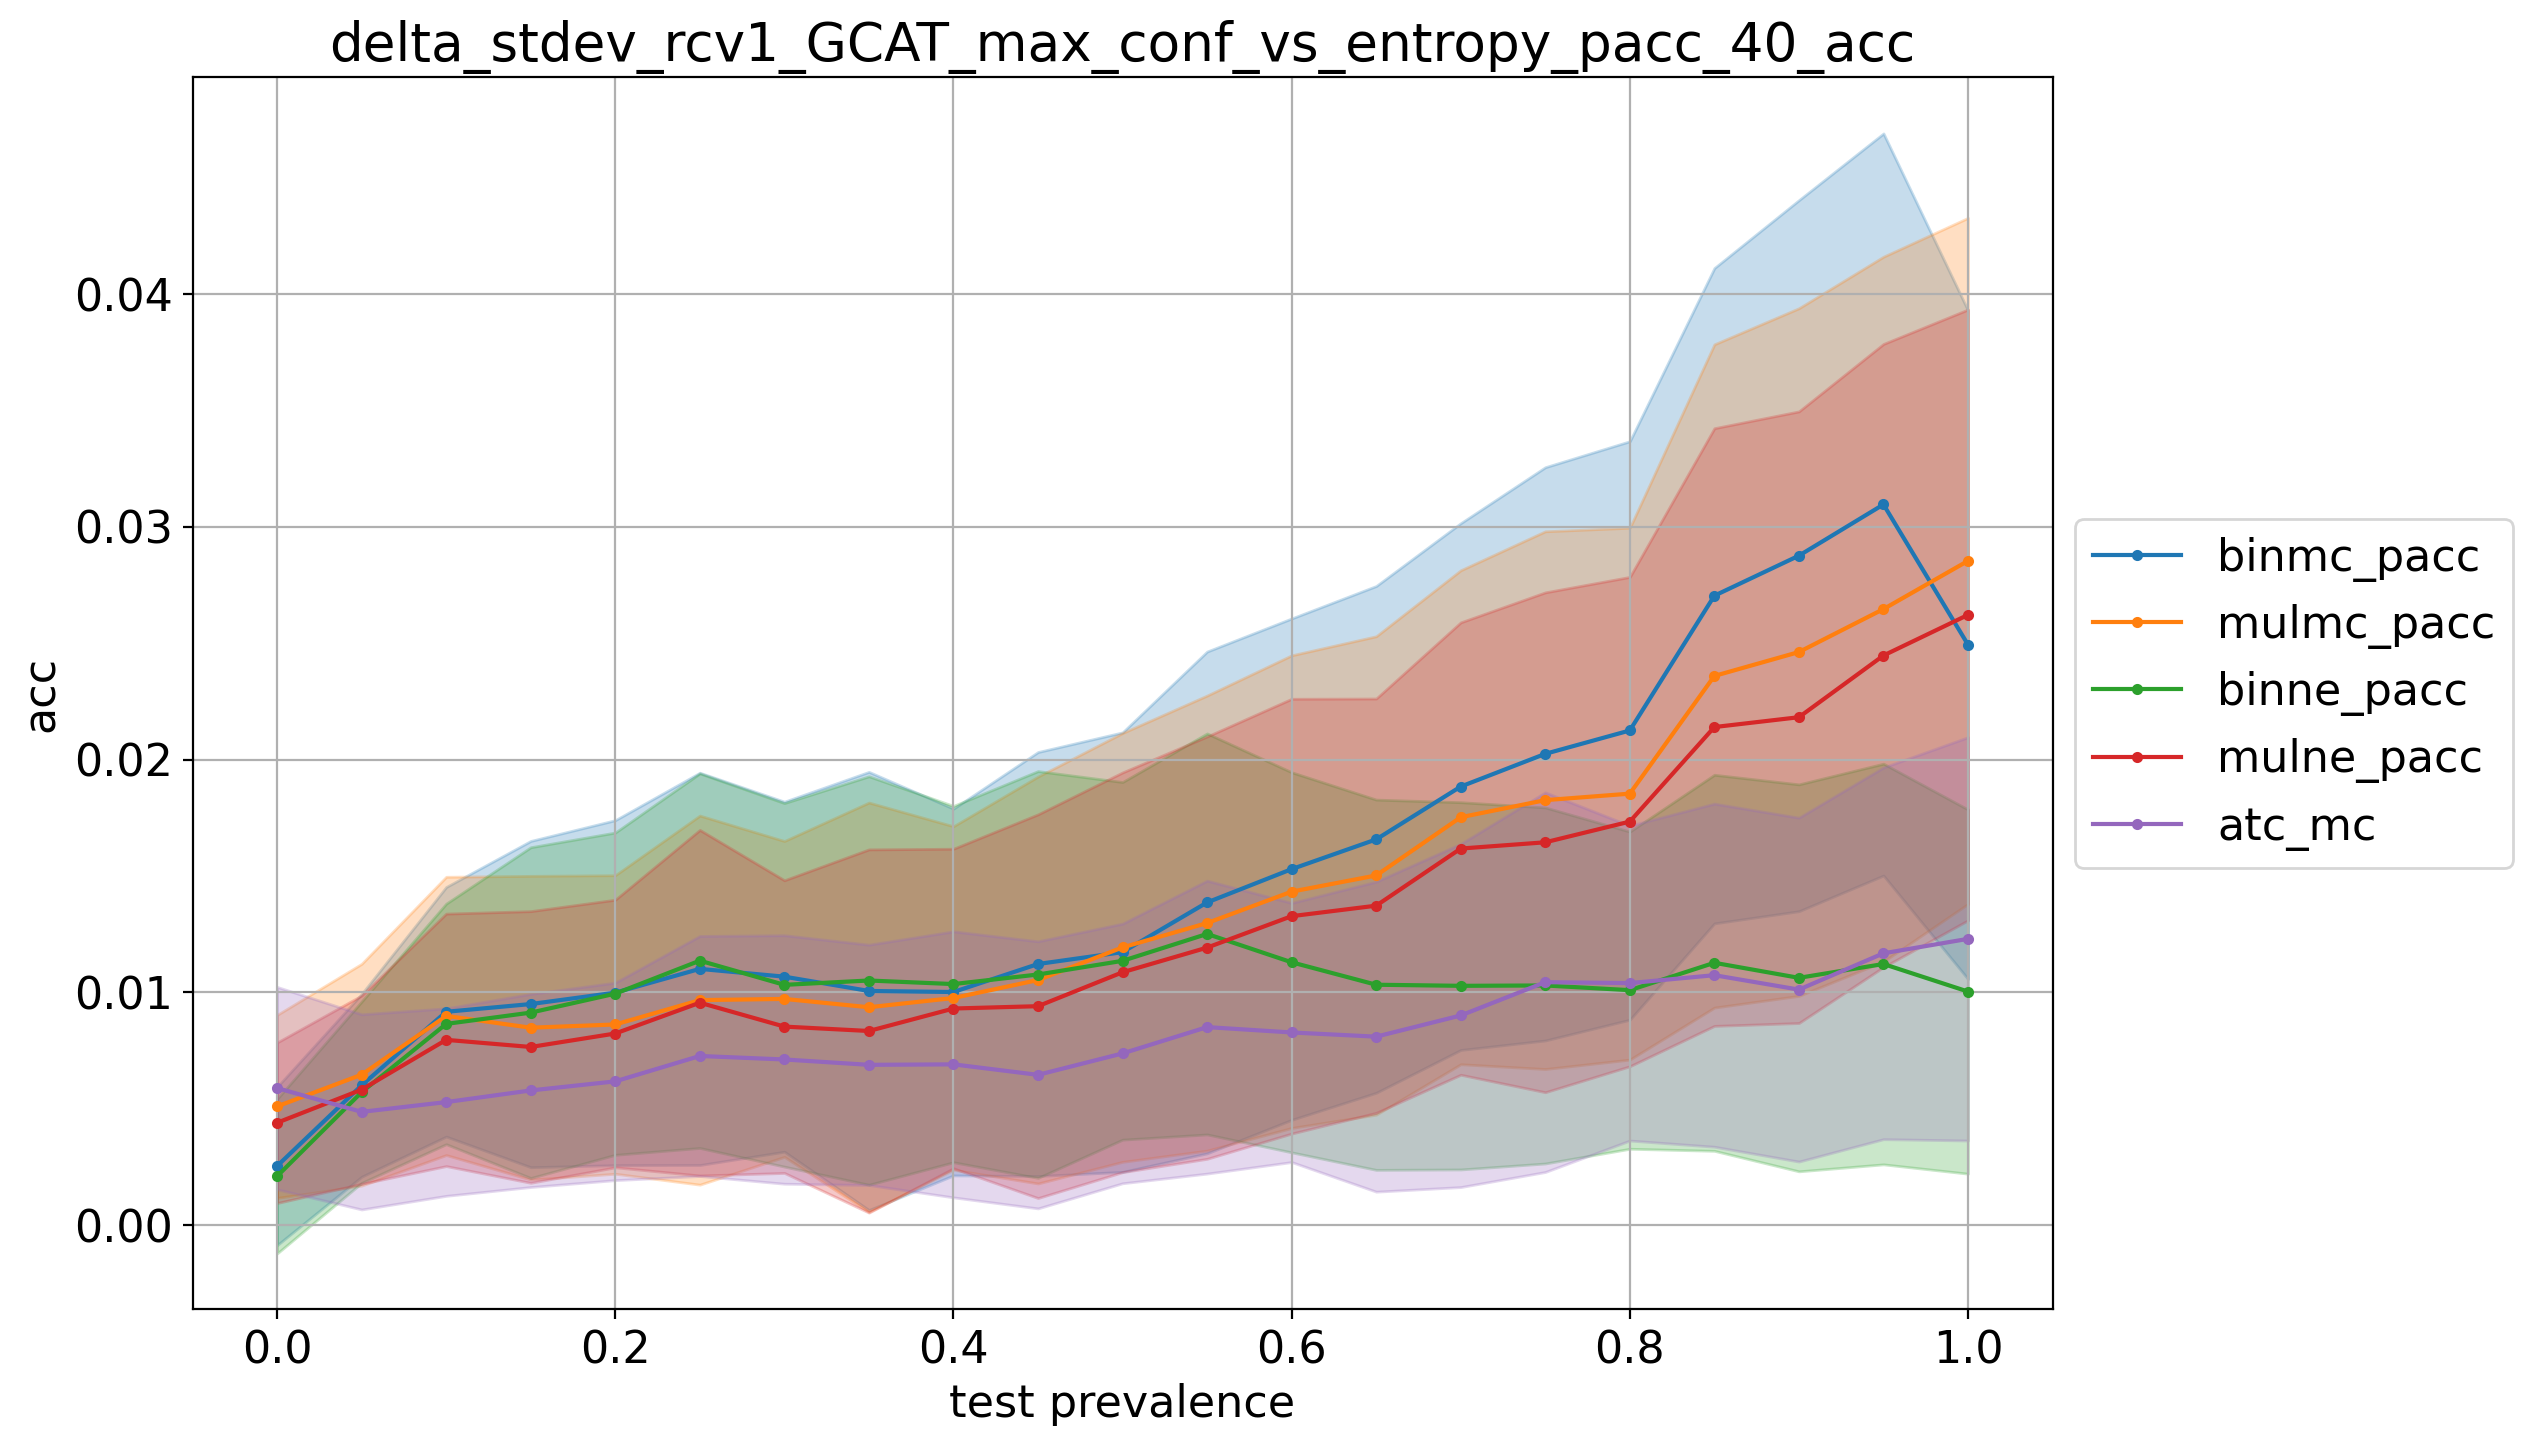 delta_stdev_rcv1_GCAT_max_conf_vs_entropy_pacc_40_acc
acc
0.04
0.03
0.02
0.01
0.00
0.0 0.2 0.4 0.6 0.8 1.0
test prevalence
binmc_pacc
mulmc_pacc
binne_pacc
mulne_pacc
atc_mc